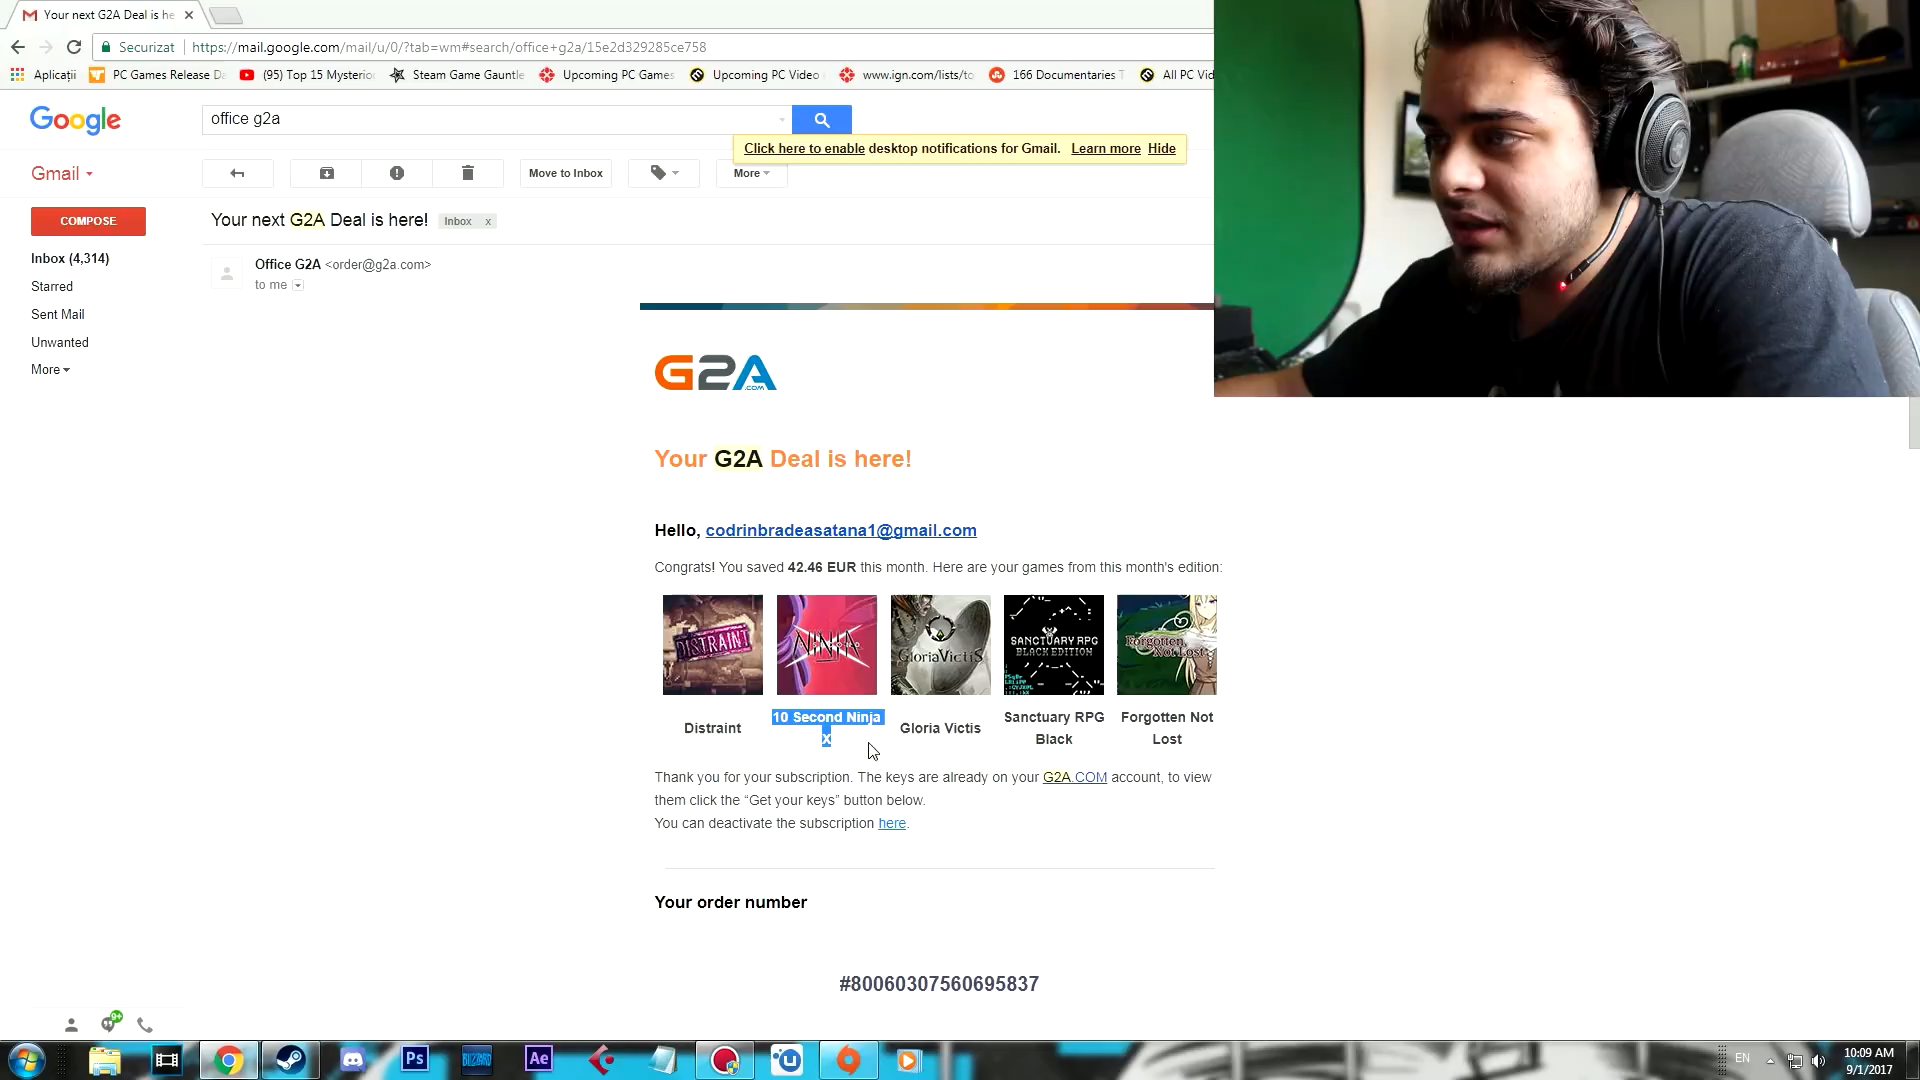 Your next G2A Deal is he
Securizat
https://mail.google.com/mail/u/0/?tab=wm#search/office+g2a/15e2d329285ce758
Aplicații
PC Games Release Da
(95) Top 15 Mysterio
Steam Game Gauntle
Upcoming PC Games
Upcoming PC Video
www.ign.com/lists/to
166 Documentaries T
All PC Vid
Google
office g2a
Click here to enable desktop notifications for Gmail. Learn more Hide
Gmail
Move to Inbox
More
COMPOSE
Your next G2A Deal is here!
Inbox x
Inbox (4,314)
Office G2A <order@g2a.com>
to me
Starred
Sent Mail
Unwanted
More
G2A
.COM
Your G2A Deal is here!
Hello, codrinbradeasatana1@gmail.com
Congrats! You saved 42.46 EUR this month. Here are your games from this month's edition:
DISTRAINT
NINJA
GloriaVictiS
SANCTUARY RPG
BLACK EDITION
Forgotten,
Not Lost
Distraint
10 Second Ninja
X
Gloria Victis
Sanctuary RPG
Black
Forgotten Not
Lost
Thank you for your subscription. The keys are already on your G2A.COM account, to view
them click the “Get your keys” button below.
You can deactivate the subscription here.
Your order number
#80060307560695837
9+
Ps
BLIZZARD
Ae
EN
10:09 AM
9/1/2017